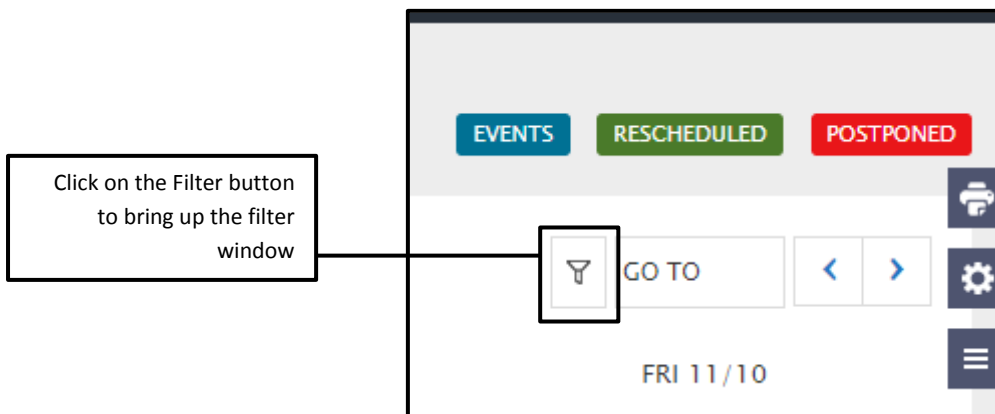 EVENTS RESCHEDULED POSTPONED
Click on the Filter button
to bring up the filter
window
GO TO
FRI 11/10